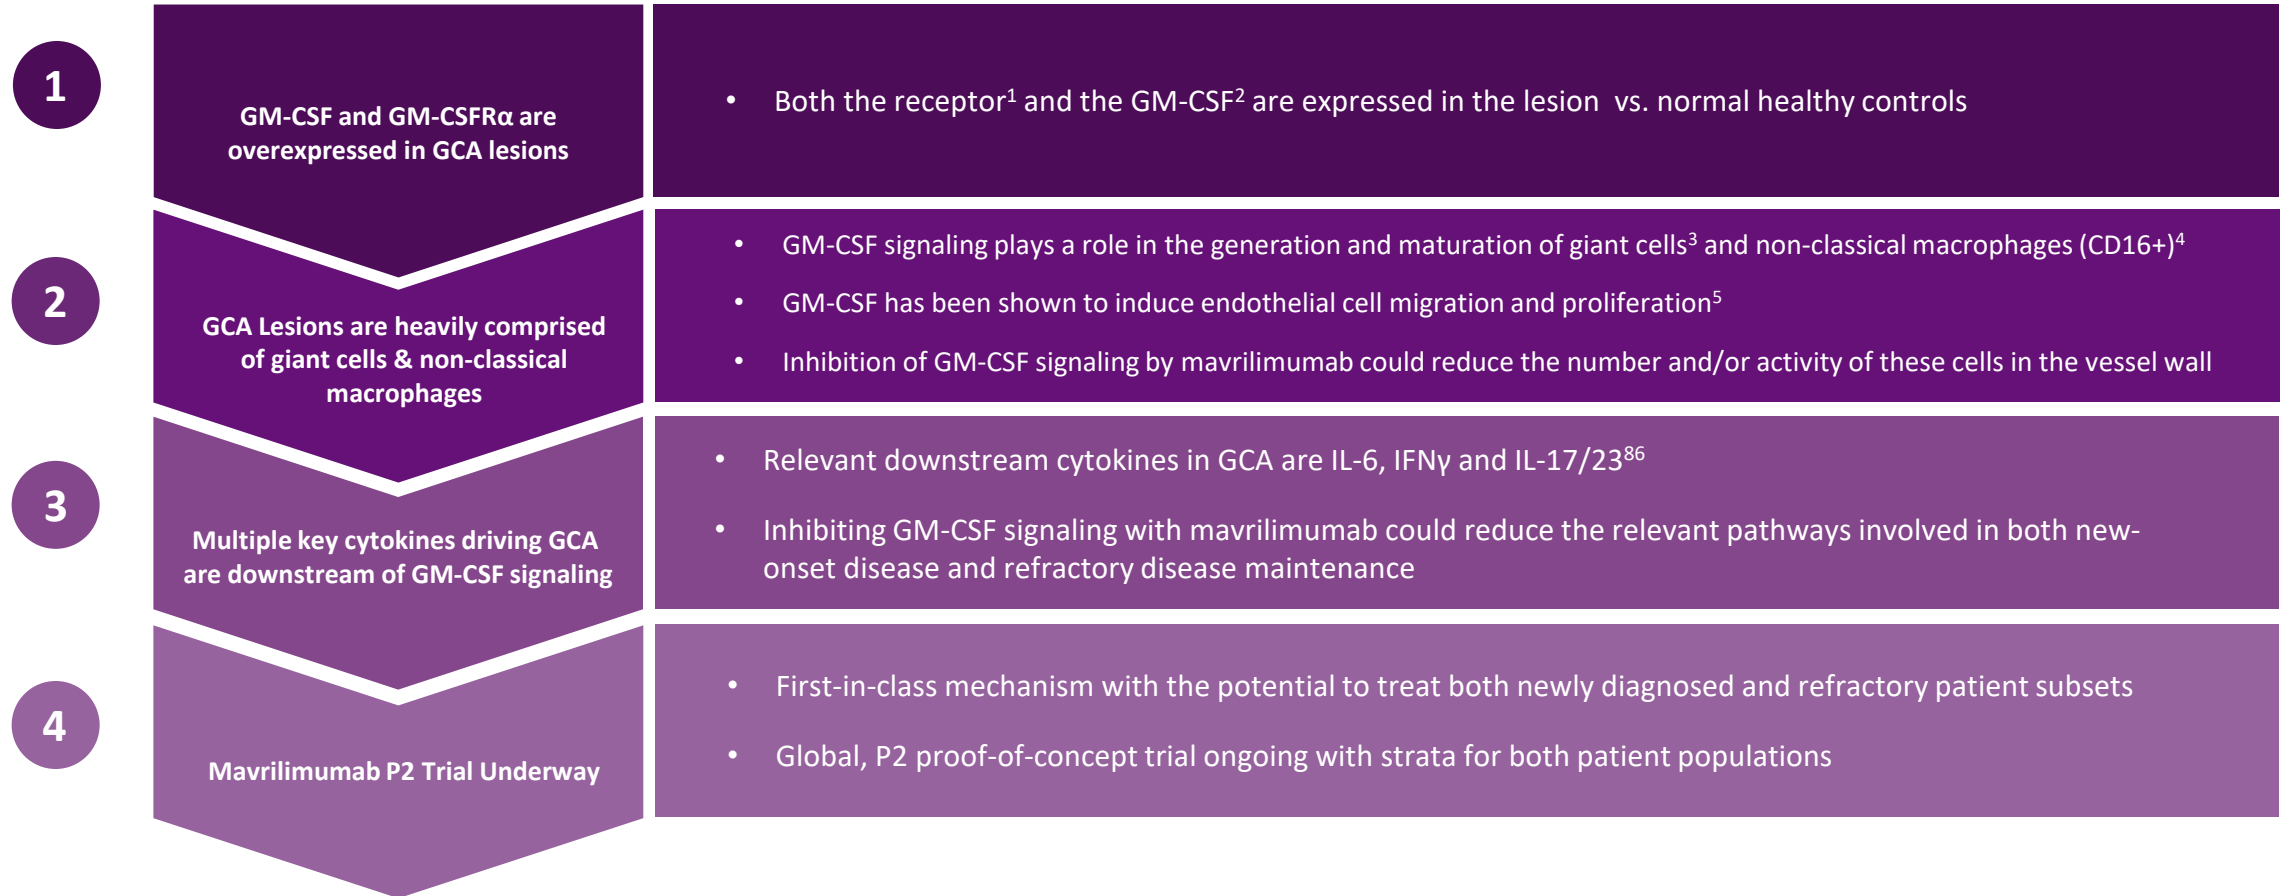 1
GM-CSF and GM-CSFRα are
overexpressed in GCA lesions
• Both the receptor¹ and the GM-CSF² are expressed in the lesion  vs. normal healthy controls
2
GCA Lesions are heavily comprised
of giant cells & non-classical
macrophages
• GM-CSF signaling plays a role in the generation and maturation of giant cells³ and non-classical macrophages (CD16+)⁴
• GM-CSF has been shown to induce endothelial cell migration and proliferation⁵
• Inhibition of GM-CSF signaling by mavrilimumab could reduce the number and/or activity of these cells in the vessel wall
3
Multiple key cytokines driving GCA
are downstream of GM-CSF signaling
• Relevant downstream cytokines in GCA are IL-6, IFNγ and IL-17/23⁸⁶
• Inhibiting GM-CSF signaling with mavrilimumab could reduce the relevant pathways involved in both new-
onset disease and refractory disease maintenance
4
Mavrilimumab P2 Trial Underway
• First-in-class mechanism with the potential to treat both newly diagnosed and refractory patient subsets
• Global, P2 proof-of-concept trial ongoing with strata for both patient populations